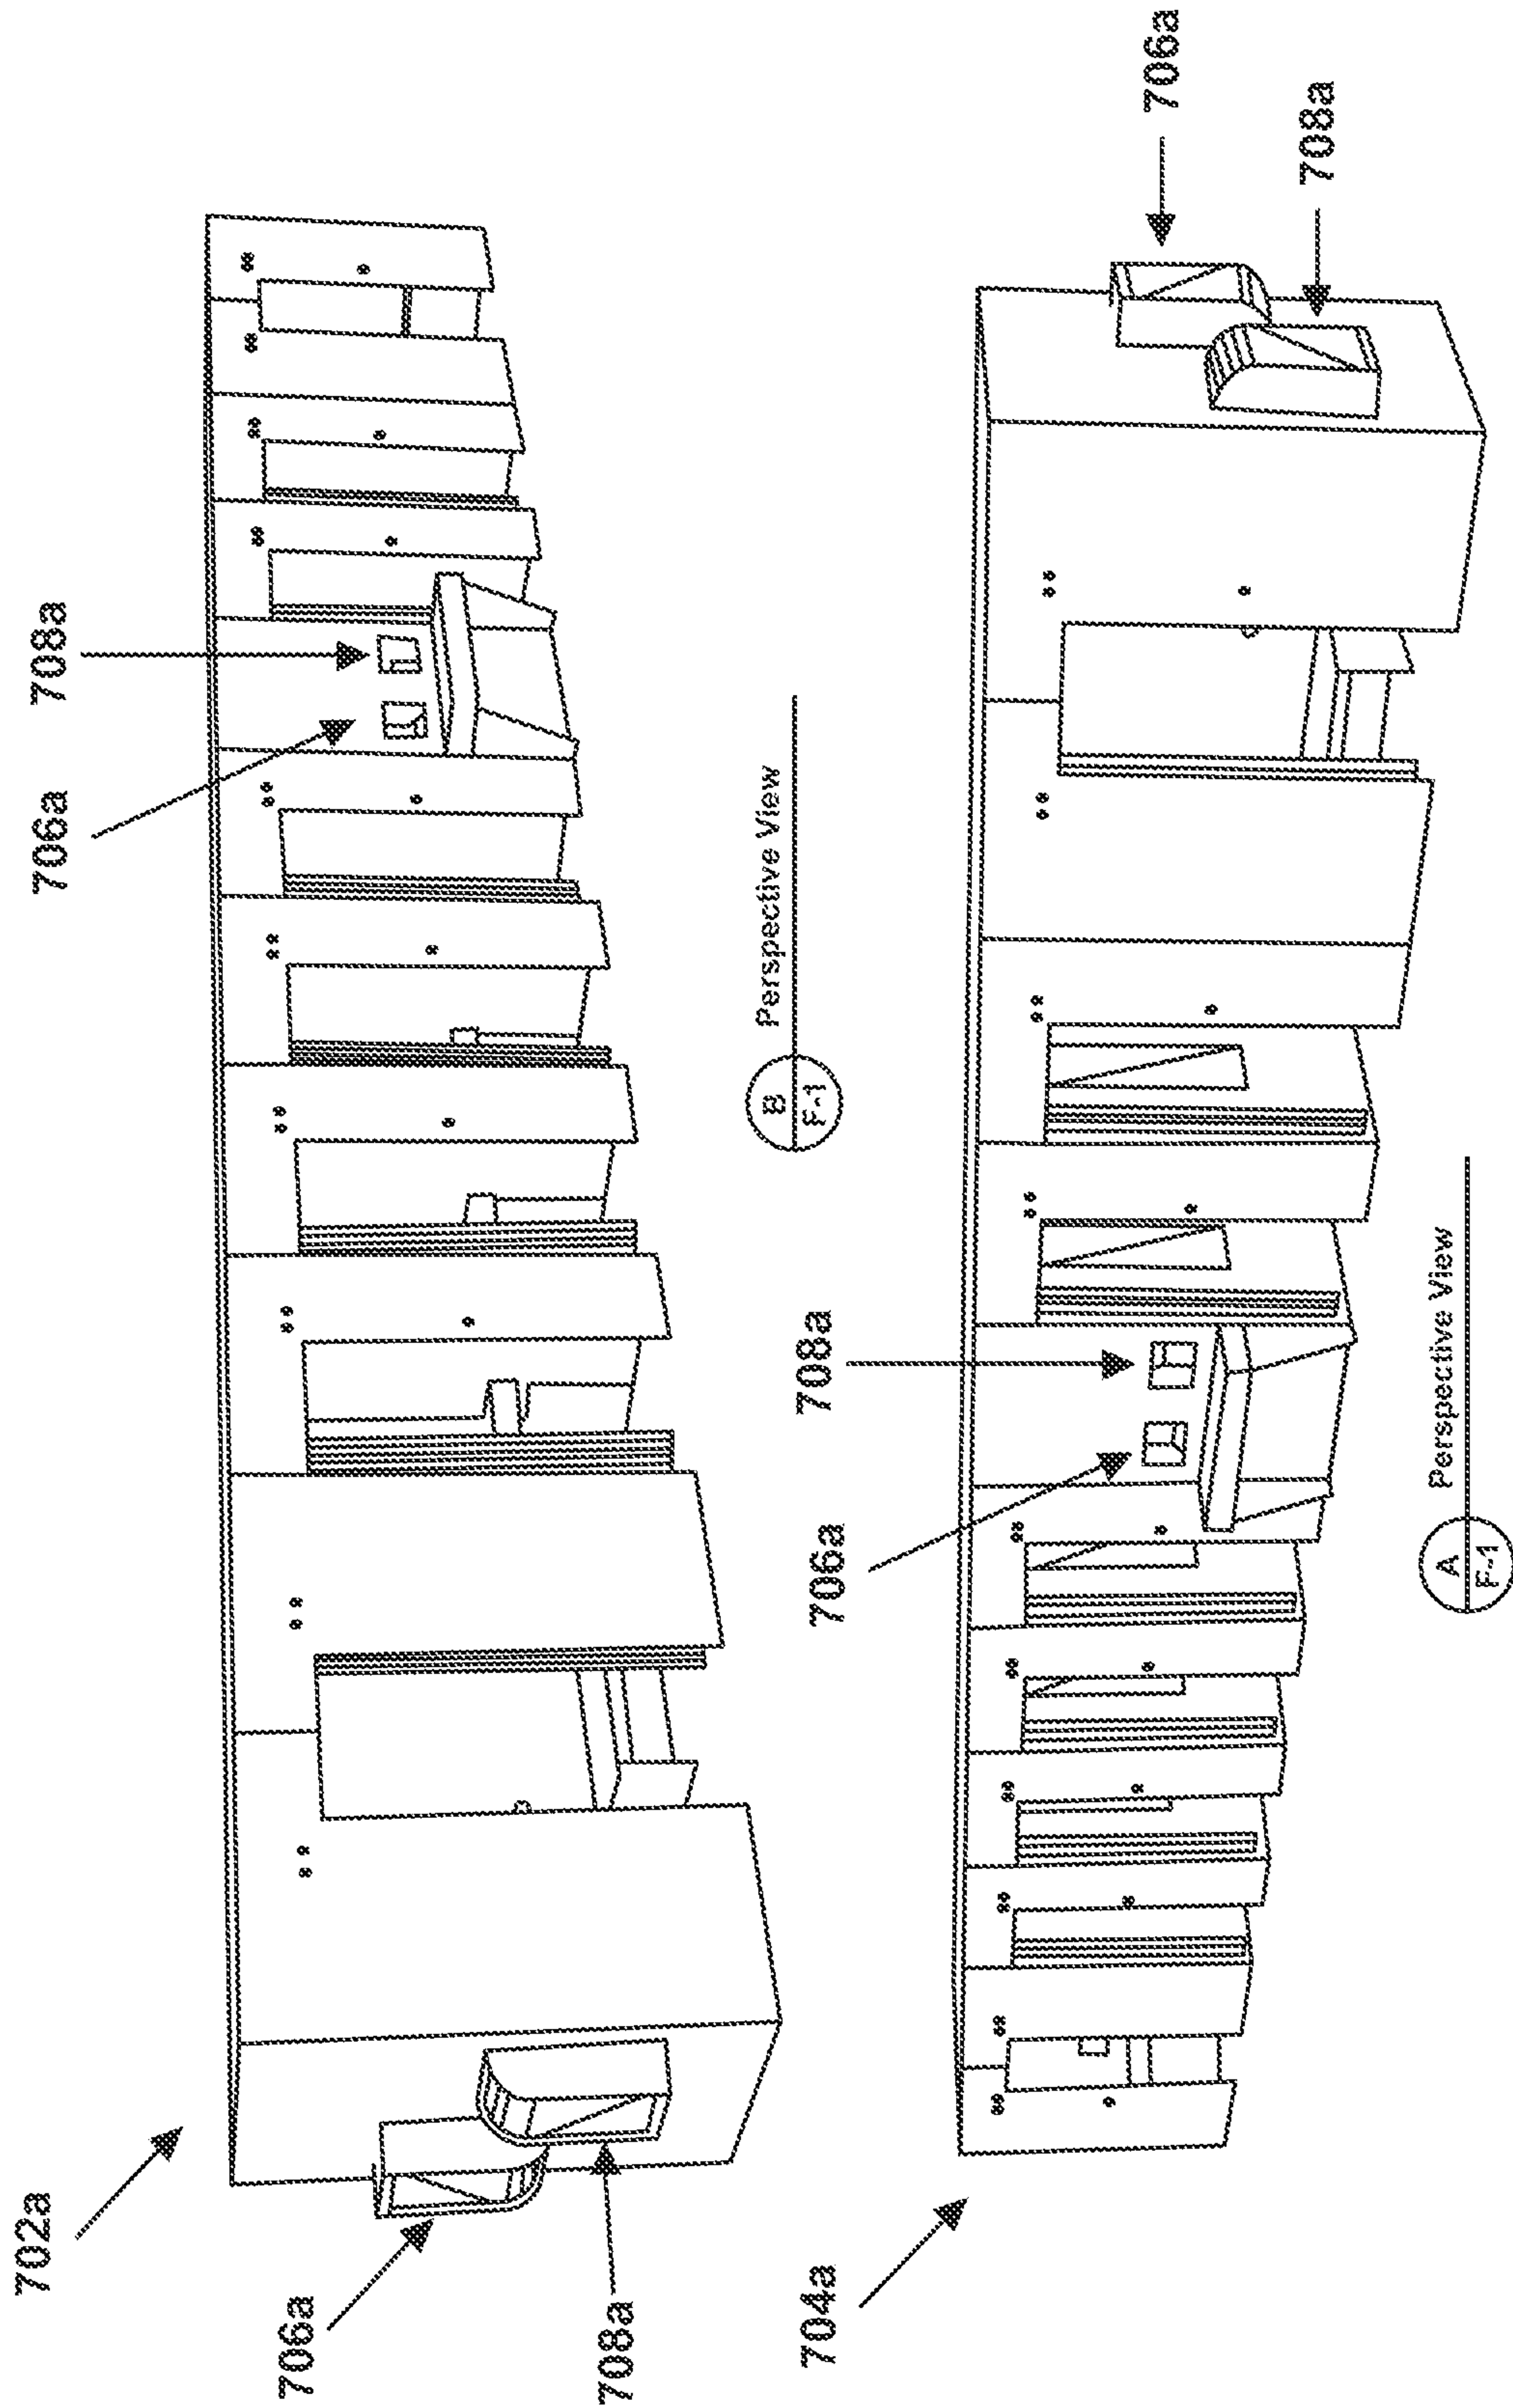 702a
706a
708a
706a
708a
B Perspective View
F-1
704a
706a
708a
706a
708a
A Perspective View
F-1